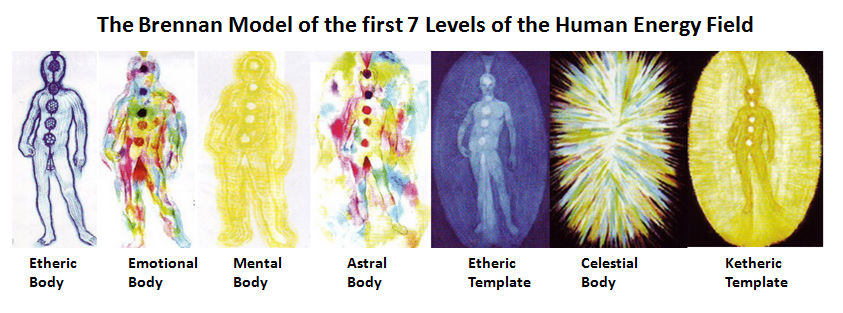 The Brennan Model of the first 7 Levels of the Human Energy Field
Etheric Body
Emotional Body
Mental Body
Astral Body
Etheric Template
Celestial Body
Ketheric Template